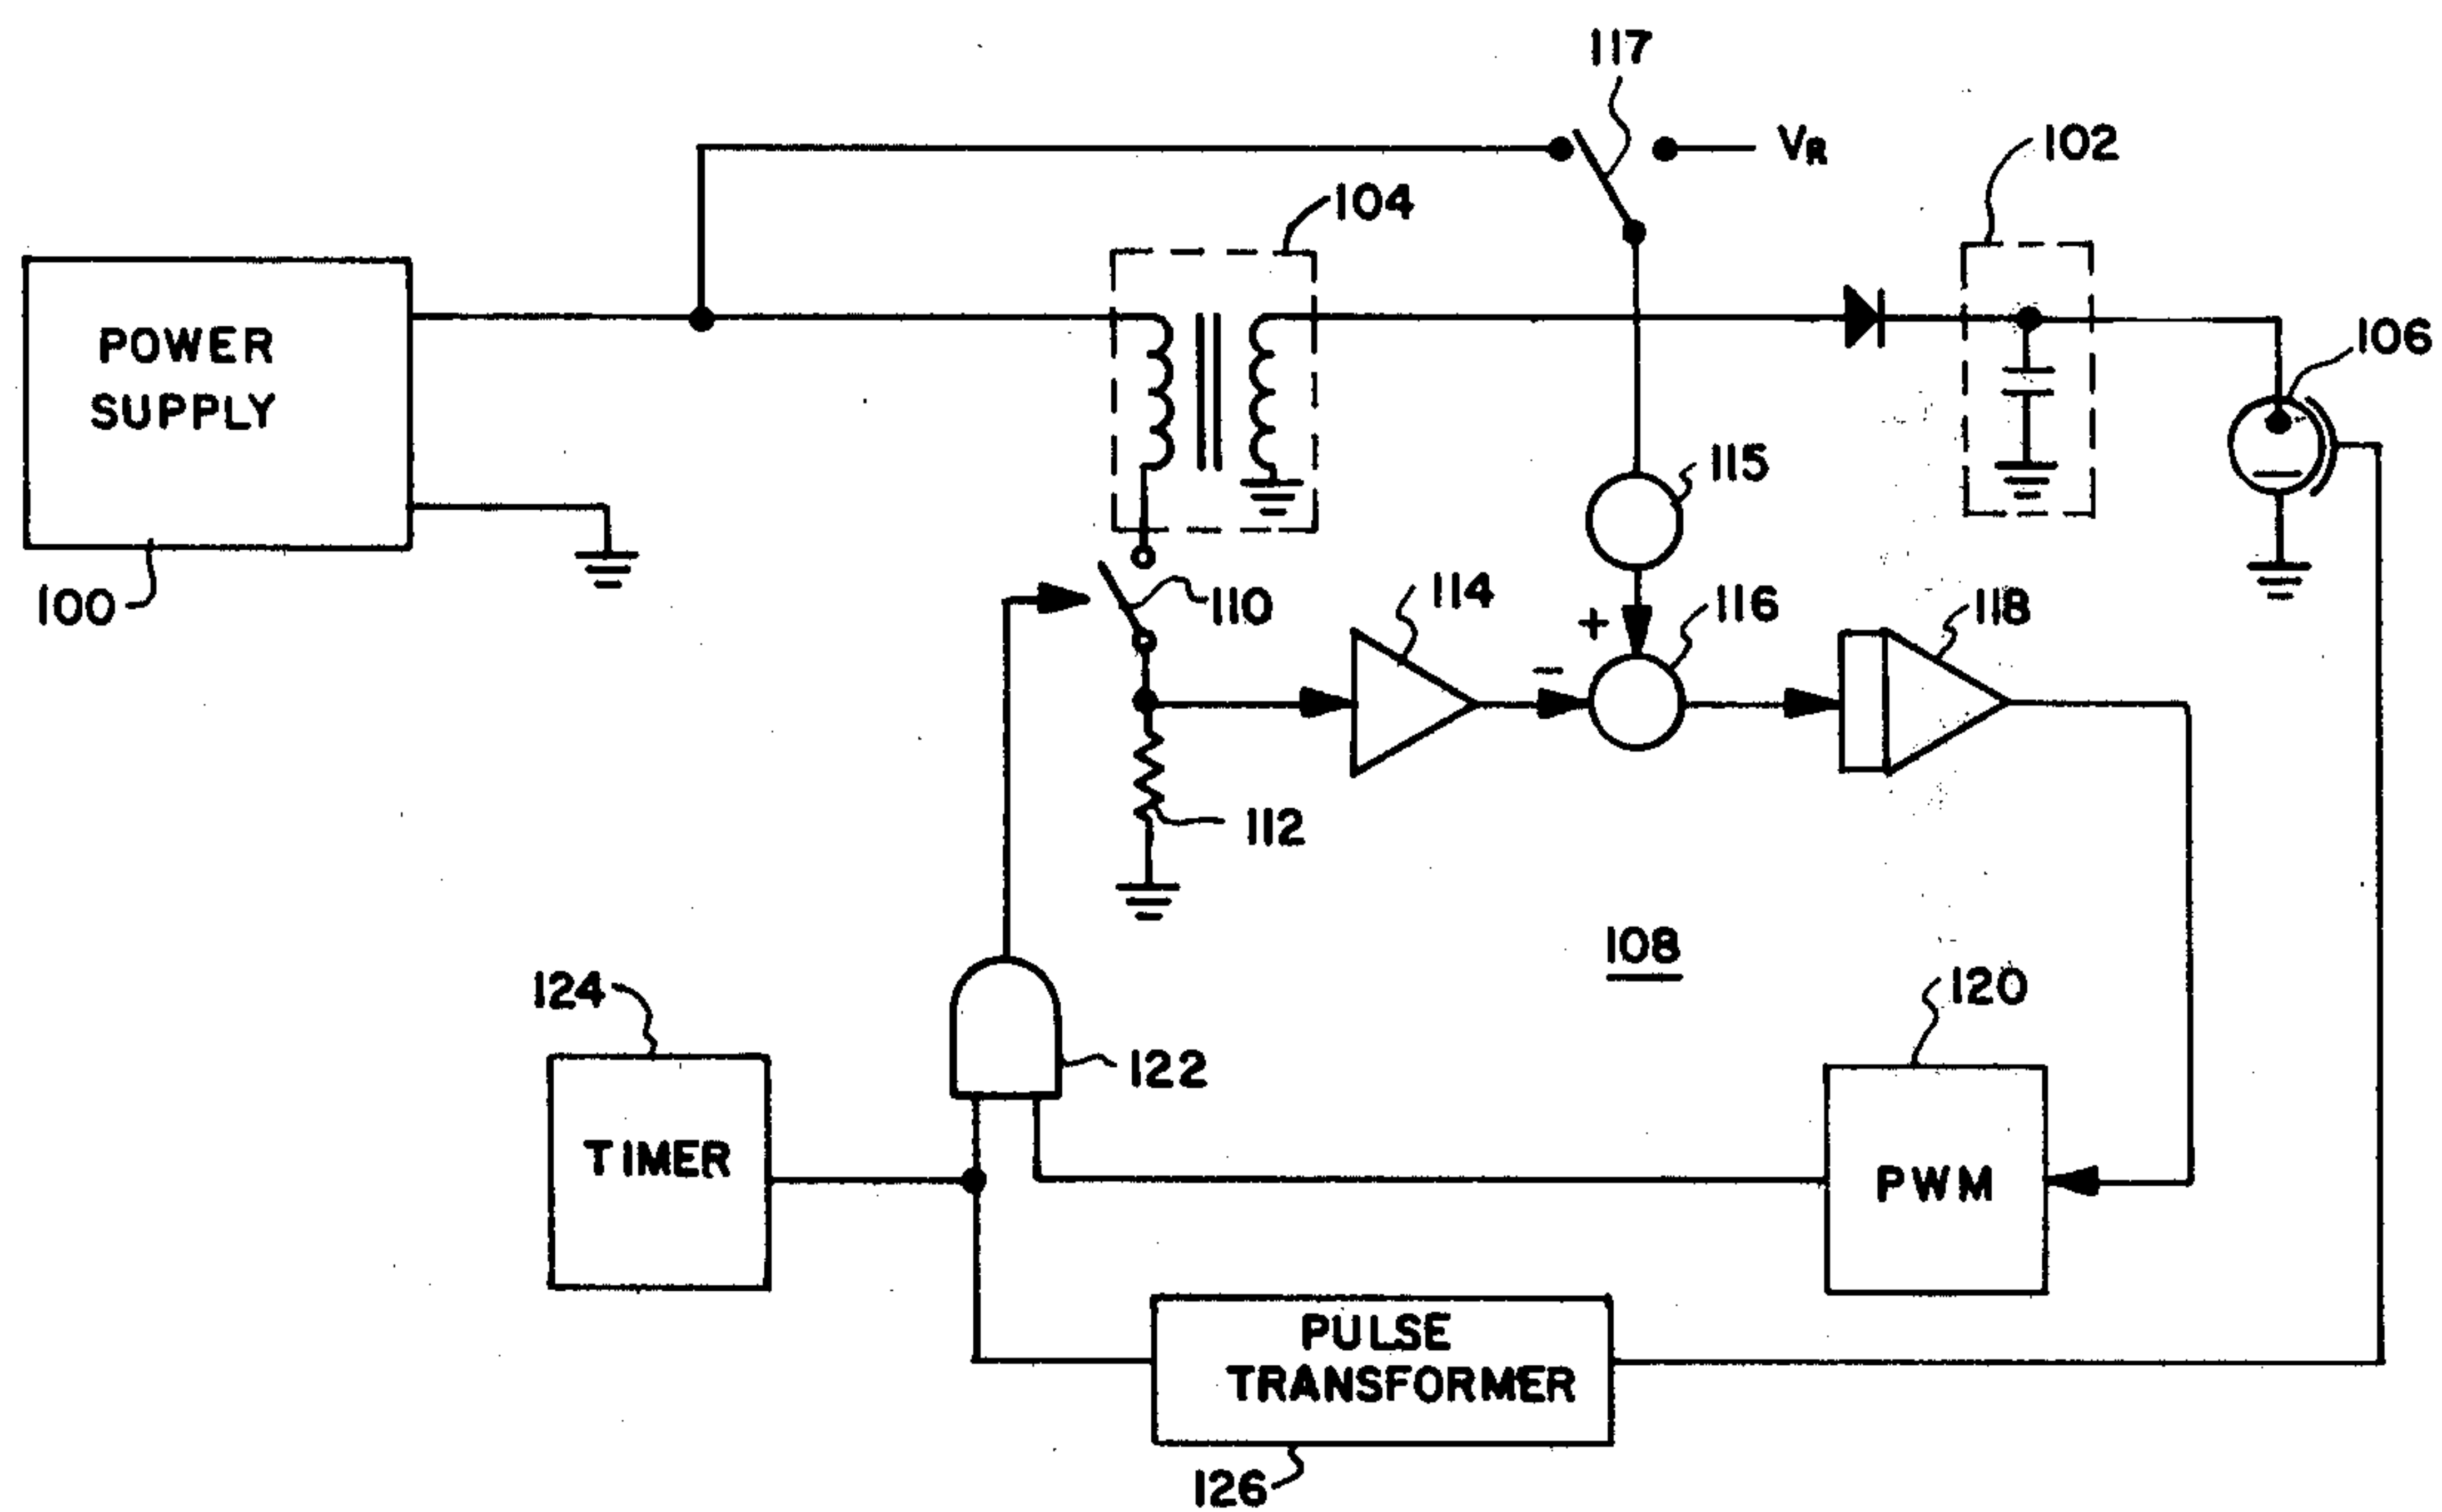 117
VR
102
104
POWER
SUPPLY
106
115
100
110
114
116
118
+
−
112
108
124
120
122
TIMER
PWM
PULSE
TRANSFORMER
126